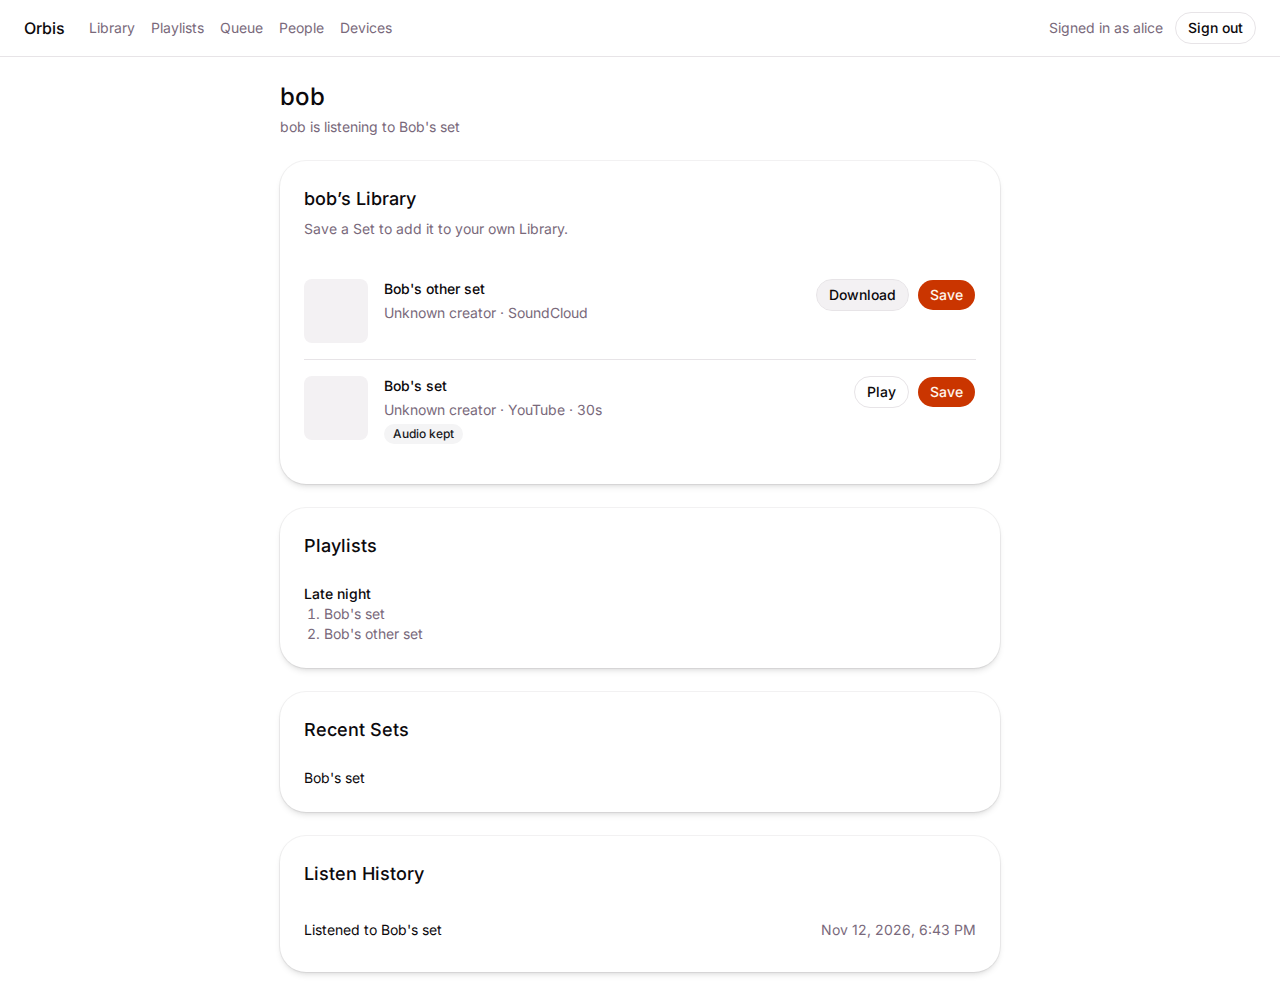 Orbis Library Playlists Queue People Devices Signed in as alice Sign out
bob
bob is listening to Bob's set
bob’s Library
Save a Set to add it to your own Library.
Bob's other set
Unknown creator · SoundCloud
Download Save
Bob's set
Unknown creator · YouTube · 30s
Audio kept
Play Save
Playlists
Late night
1. Bob's set
2. Bob's other set
Recent Sets
Bob's set
Listen History
Listened to Bob's set Nov 12, 2026, 6:43 PM